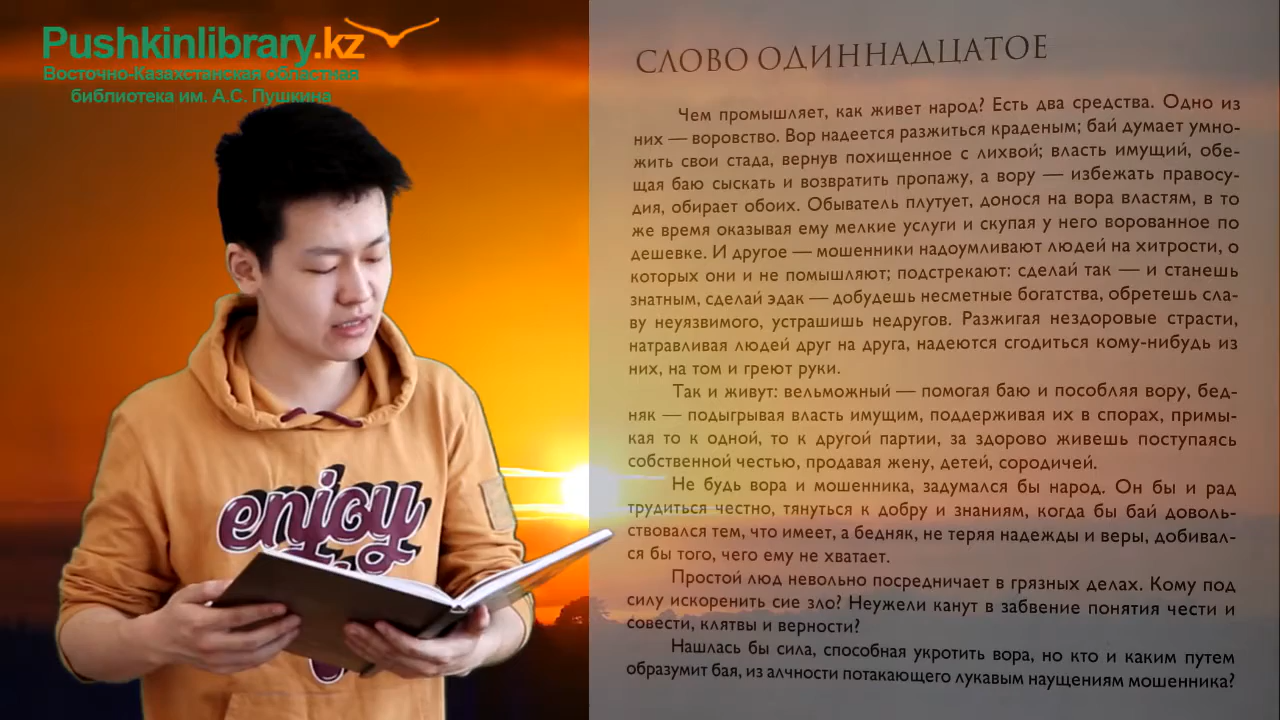 Pushkinlibrary.kz
Восточно-Казахстанская областная
библиотека им. А.С. Пушкина
enjoy
СЛОВО ОДИННАДЦАТОЕ
Чем промышляет, как живет народ? Есть два средства. Одно из
них — воровство. Вор надеется разжиться краденым; бай думает умно-
жить свои стада, вернув похищенное с лихвой; власть имущий, обе-
щая баю сыскать и возвратить пропажу, а вору — избежать правосу-
дия, обирает обоих. Обыватель плутует, донося на вора властям, в то
же время оказывая ему мелкие услуги и скупая у него ворованное по
дешевке. И другое — мошенники надоумливают людей на хитрости, о
которых они и не помышляют; подстрекают: сделай так — и станешь
знатным, сделай эдак — добудешь несметные богатства, обретешь сла-
ву неуязвимого, устрашишь недругов. Разжигая нездоровые страсти,
натравливая людей друг на друга, надеются сгодиться кому-нибудь из
них, на том и греют руки.
Так и живут: вельможный — помогая баю и пособляя вору, бед-
няк — подыгрывая власть имущим, поддерживая их в спорах, примы-
кая то к одной, то к другой партии, за здорово живешь поступаясь
собственной честью, продавая жену, детей, сородичей.
Не будь вора и мошенника, задумался бы народ. Он бы и рад
трудиться честно, тянуться к добру и знаниям, когда бы бай доволь-
ствовался тем, что имеет, а бедняк, не теряя надежды и веры, добивал-
ся бы того, чего ему не хватает.
Простой люд невольно посредничает в грязных делах. Кому под
силу искоренить сие зло? Неужели канут в забвение понятия чести и
совести, клятвы и верности?
Нашлась бы сила, способная укротить вора, но кто и каким путем
образумит бая, из алчности потакающего лукавым наущениям мошенника?